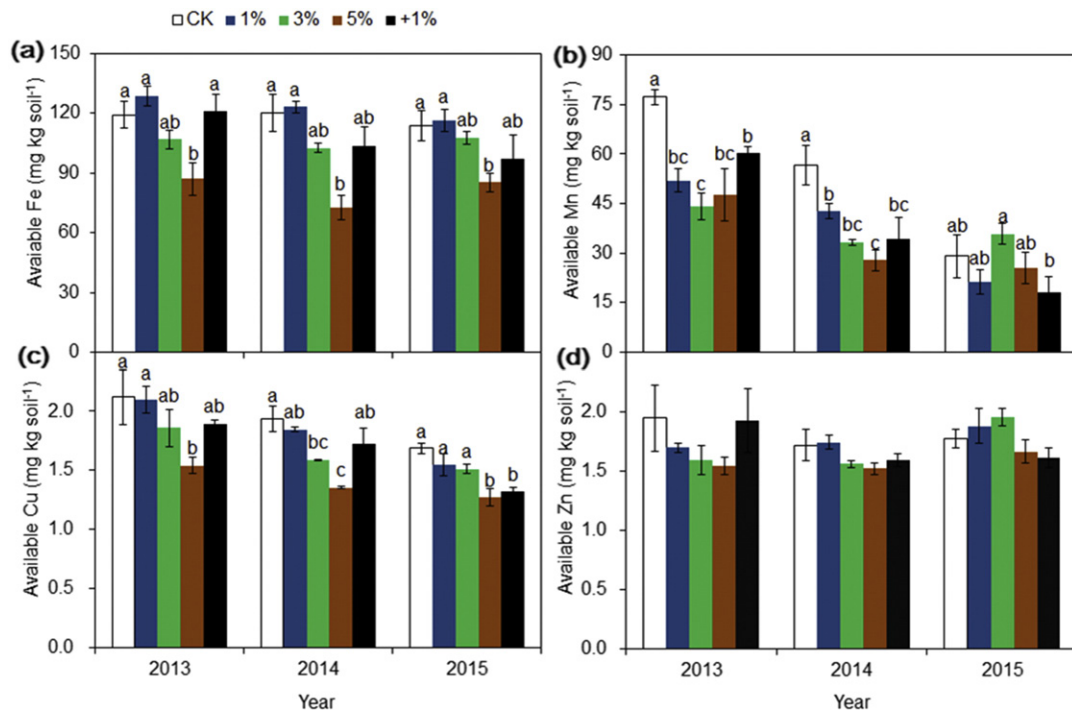 CK 1% 3% 5% +1%
(a)
Avaiable Fe (mg kg soil-1)
150
120
90
60
30
0
a a ab b a
a a ab b ab
a a ab b ab
(b)
Available Mn (mg kg soil-1)
90
75
60
45
30
15
0
a bc c bc b
a b bc c bc
ab ab a ab b
(c)
Available Cu (mg kg soil-1)
2.0
1.5
1.0
0.5
0.0
a a ab b ab
a ab bc c ab
a a a b b
2013 2014 2015
Year
(d)
Available Zn (mg kg soil-1)
2.0
1.5
1.0
0.5
0.0
2013 2014 2015
Year